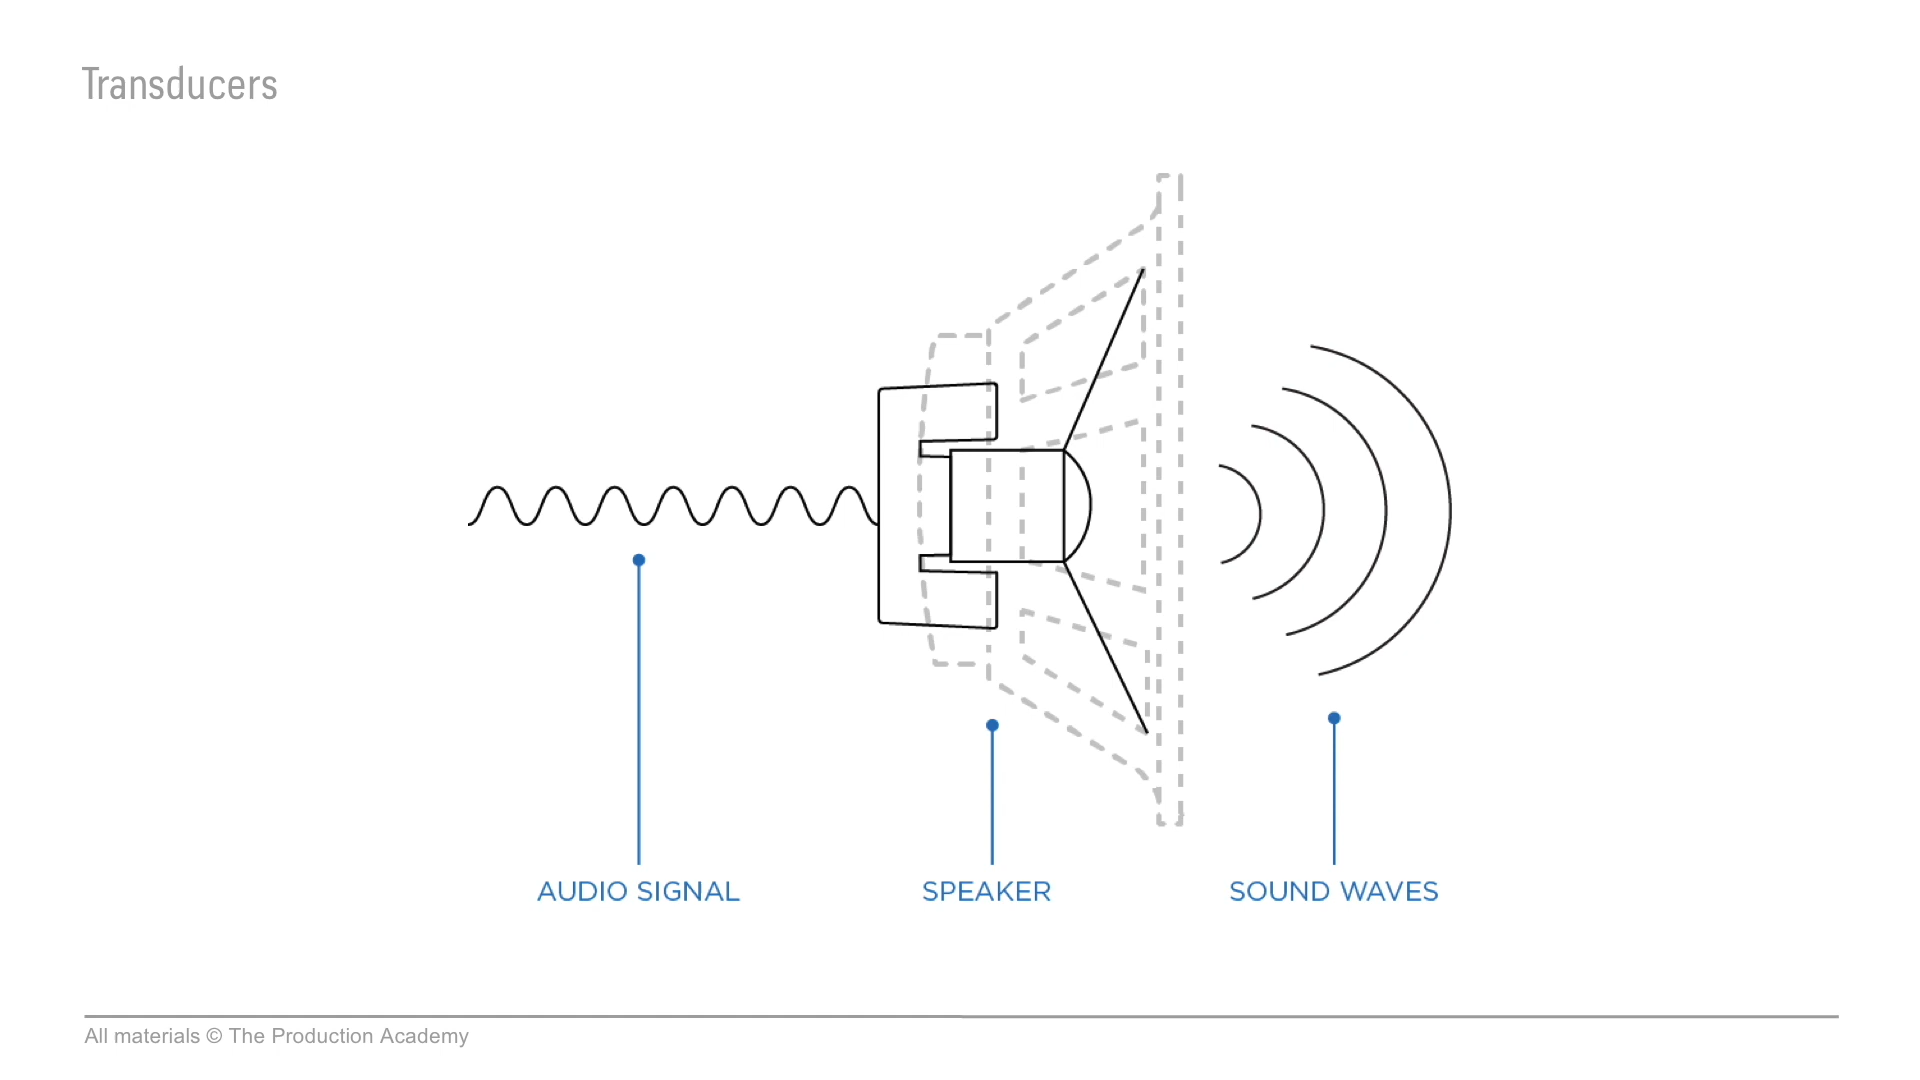 Transducers
AUDIO SIGNAL
SPEAKER
SOUND WAVES
All materials © The Production Academy